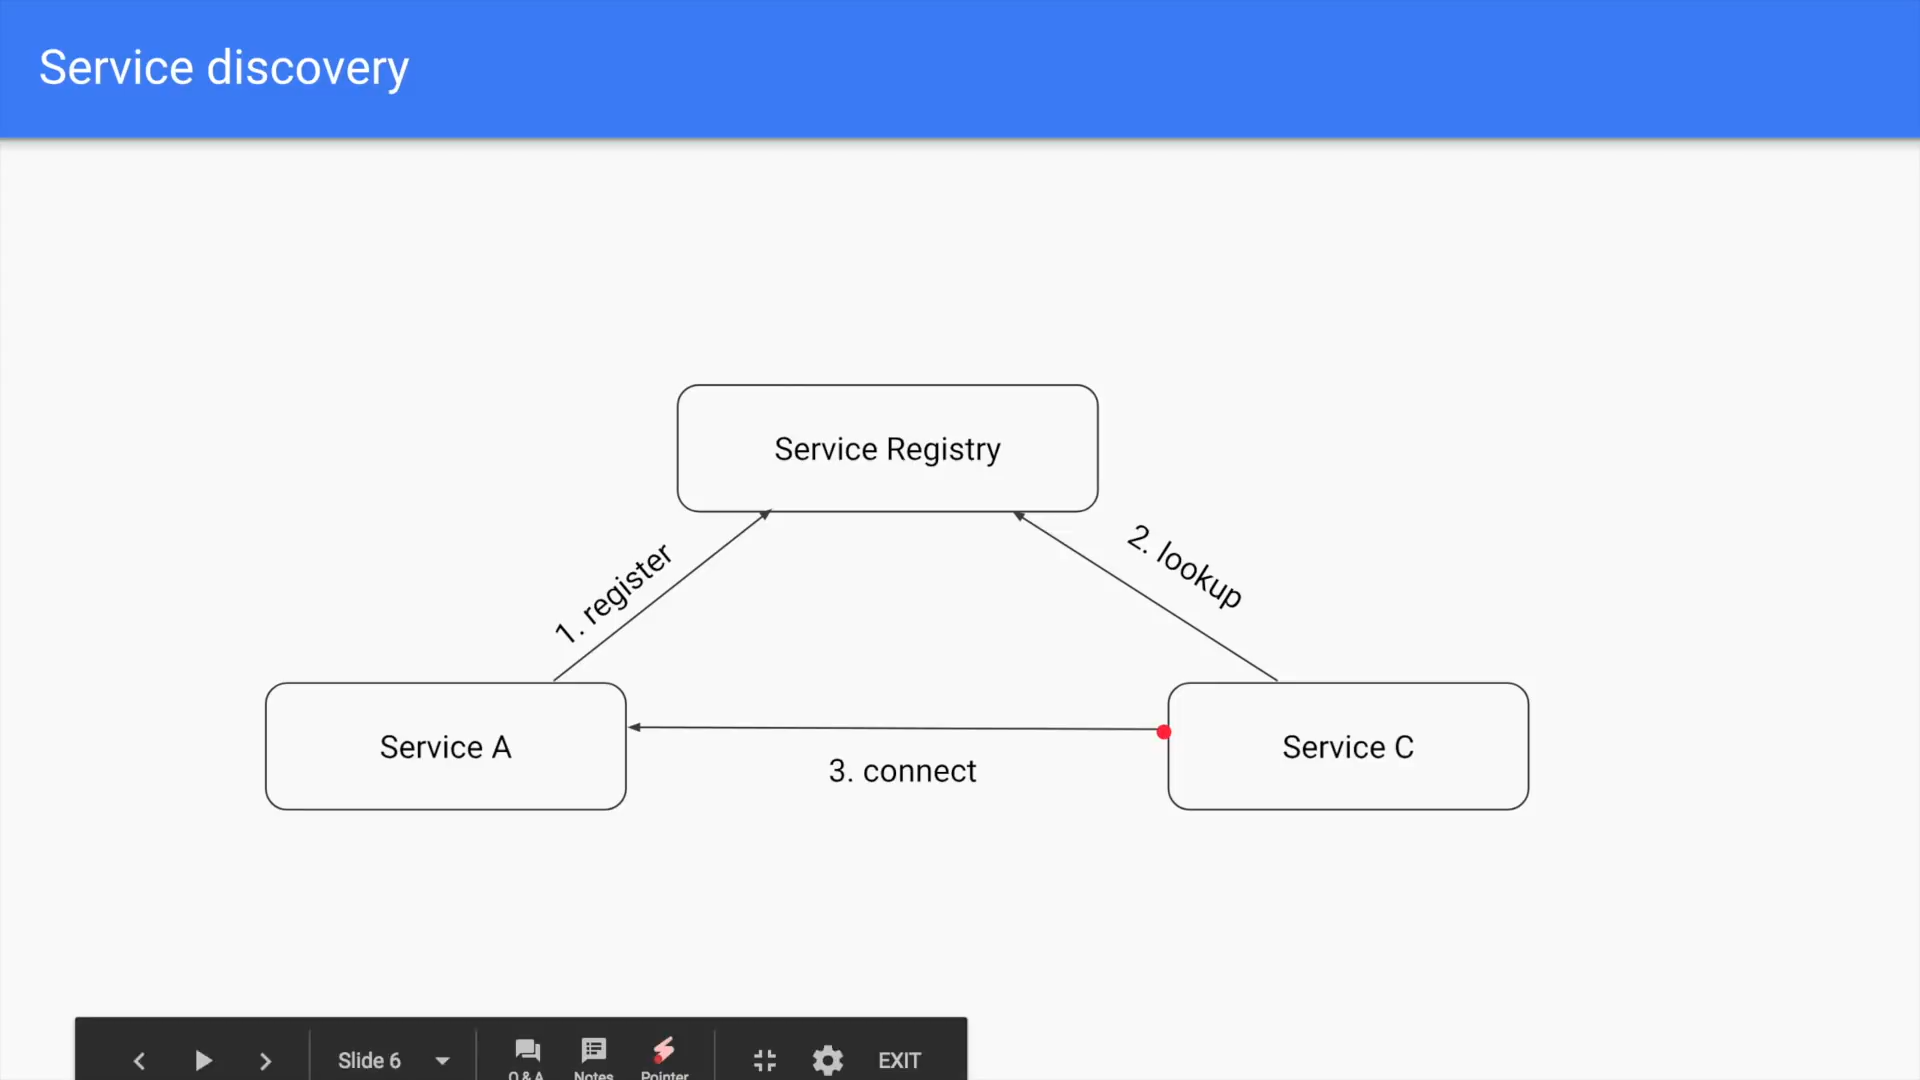 Service discovery
Service Registry
1. register
2. lookup
Service A
3. connect
Service C
Slide 6
Q & A
Notes
Pointer
EXIT